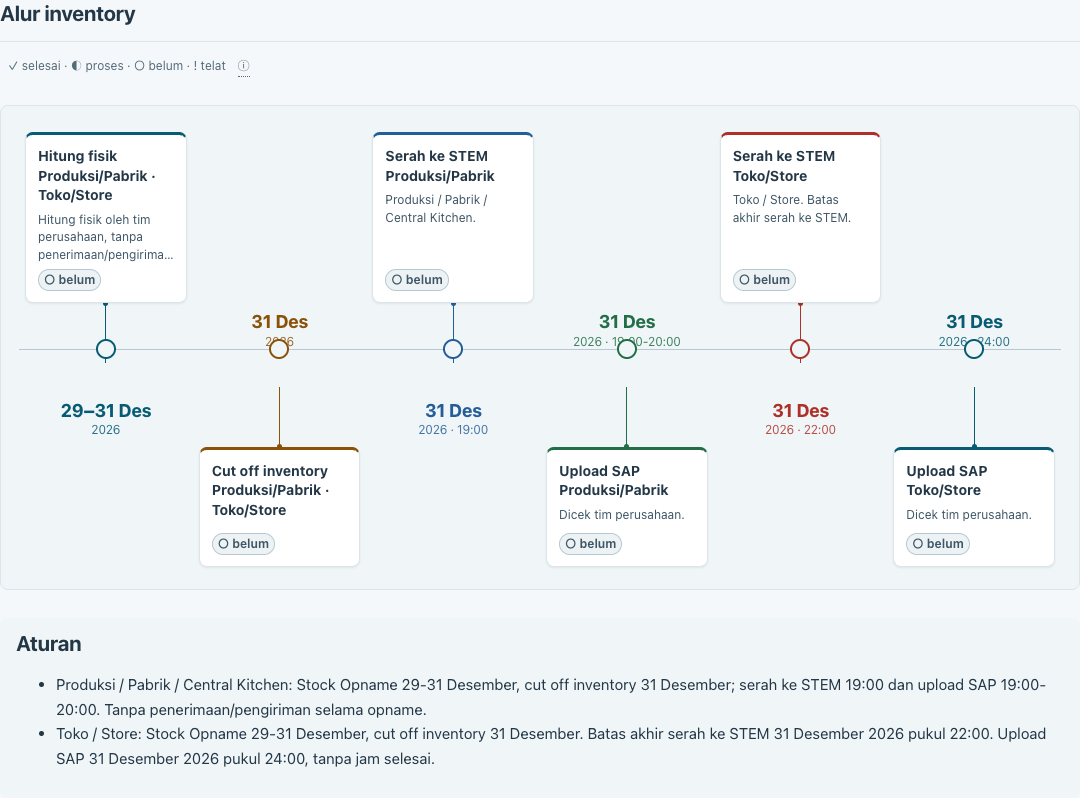 Alur inventory
✓ selesai · ◐ proses · ○ belum · ! telat ⓘ
Hitung fisik
Produksi/Pabrik ·
Toko/Store
Hitung fisik oleh tim
perusahaan, tanpa
penerimaan/pengirima...
○ belum
29–31 Des
2026
31 Des
2026
Cut off inventory
Produksi/Pabrik ·
Toko/Store
○ belum
Serah ke STEM
Produksi/Pabrik
Produksi / Pabrik /
Central Kitchen.
○ belum
31 Des
2026 · 19:00
31 Des
2026 · 19:00-20:00
Upload SAP
Produksi/Pabrik
Dicek tim perusahaan.
○ belum
Serah ke STEM
Toko/Store
Toko / Store. Batas
akhir serah ke STEM.
○ belum
31 Des
2026 · 22:00
31 Des
2026 · 24:00
Upload SAP
Toko/Store
Dicek tim perusahaan.
○ belum
Aturan
• Produksi / Pabrik / Central Kitchen: Stock Opname 29-31 Desember, cut off inventory 31 Desember; serah ke STEM 19:00 dan upload SAP 19:00-
20:00. Tanpa penerimaan/pengiriman selama opname.
• Toko / Store: Stock Opname 29-31 Desember, cut off inventory 31 Desember. Batas akhir serah ke STEM 31 Desember 2026 pukul 22:00. Upload
SAP 31 Desember 2026 pukul 24:00, tanpa jam selesai.